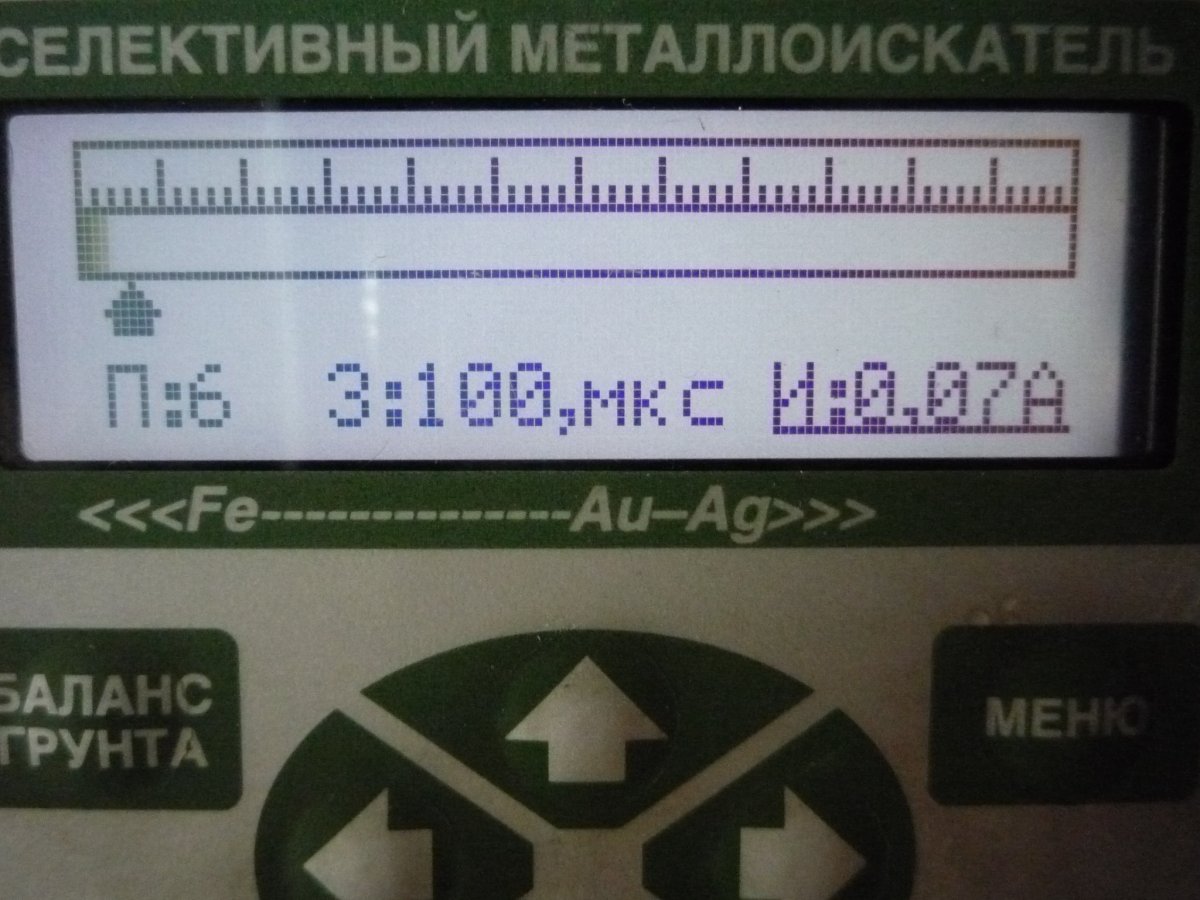 СЕЛЕКТИВНЫЙ МЕТАЛЛОИСКАТЕЛЬ
П:6 З:100,мкс И:0,07А
<<<Fe--------------Au–Ag>>>
БАЛАНС
ГРУНТА
МЕНЮ